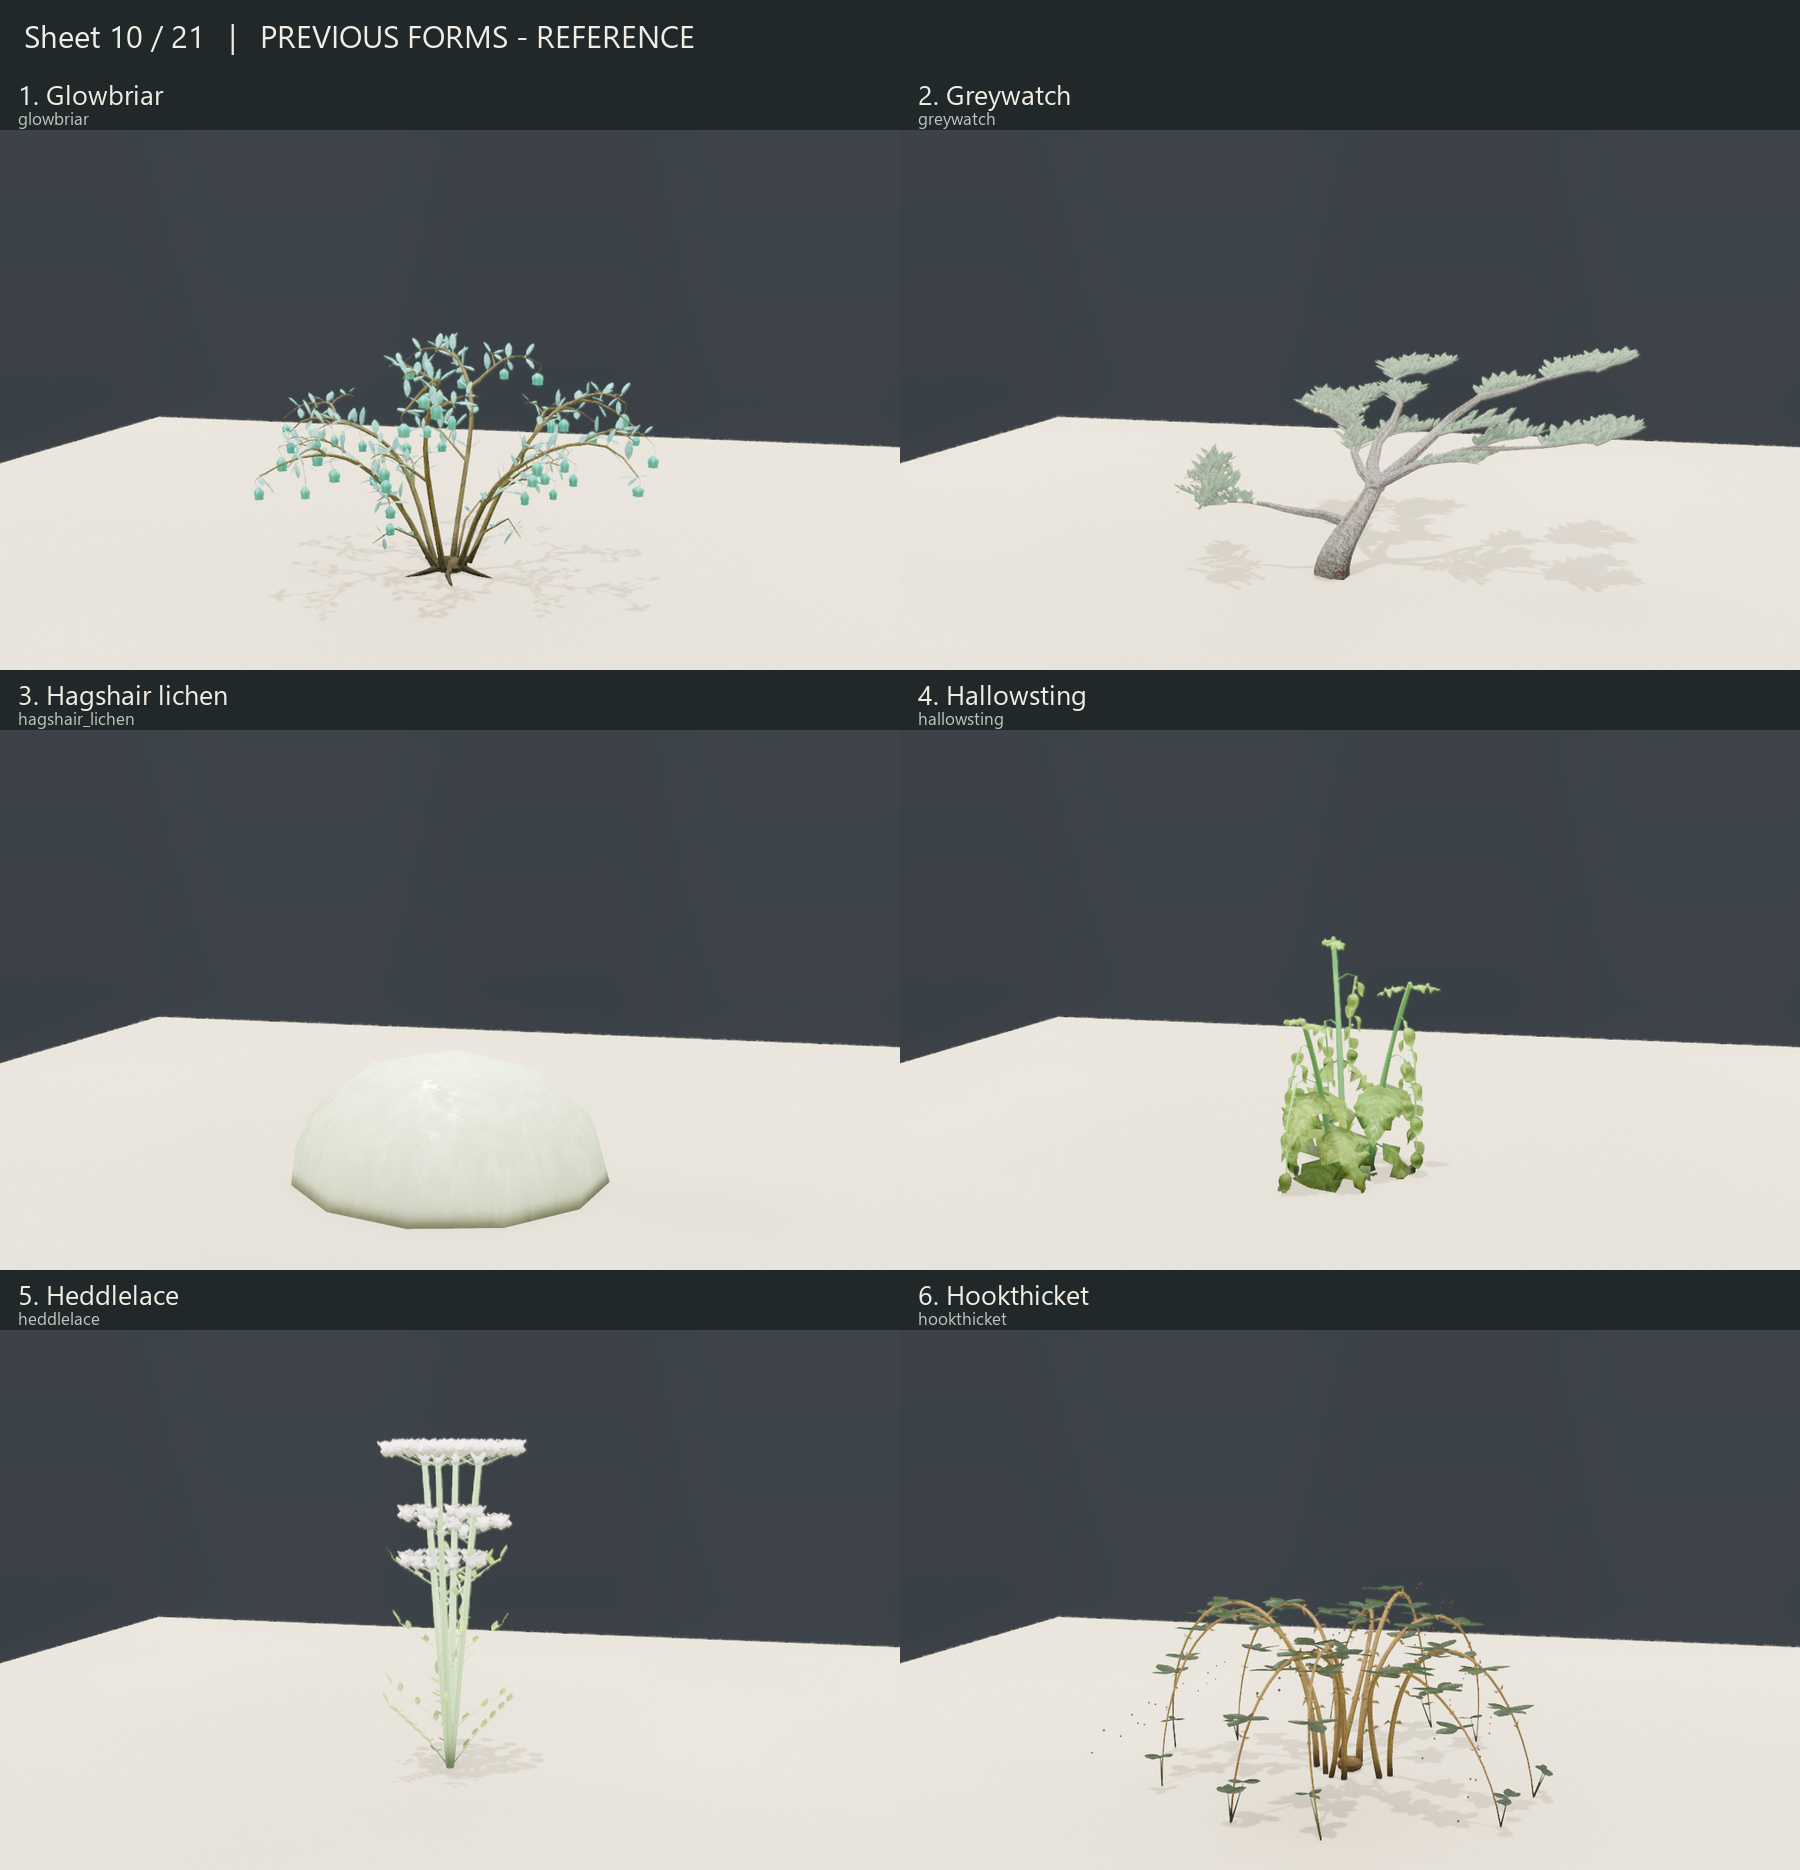 Sheet 10 / 21 | PREVIOUS FORMS - REFERENCE
1. Glowbriar
glowbriar
2. Greywatch
greywatch
3. Hagshair lichen
hagshair_lichen
4. Hallowsting
hallowsting
5. Heddlelace
heddlelace
6. Hookthicket
hookthicket